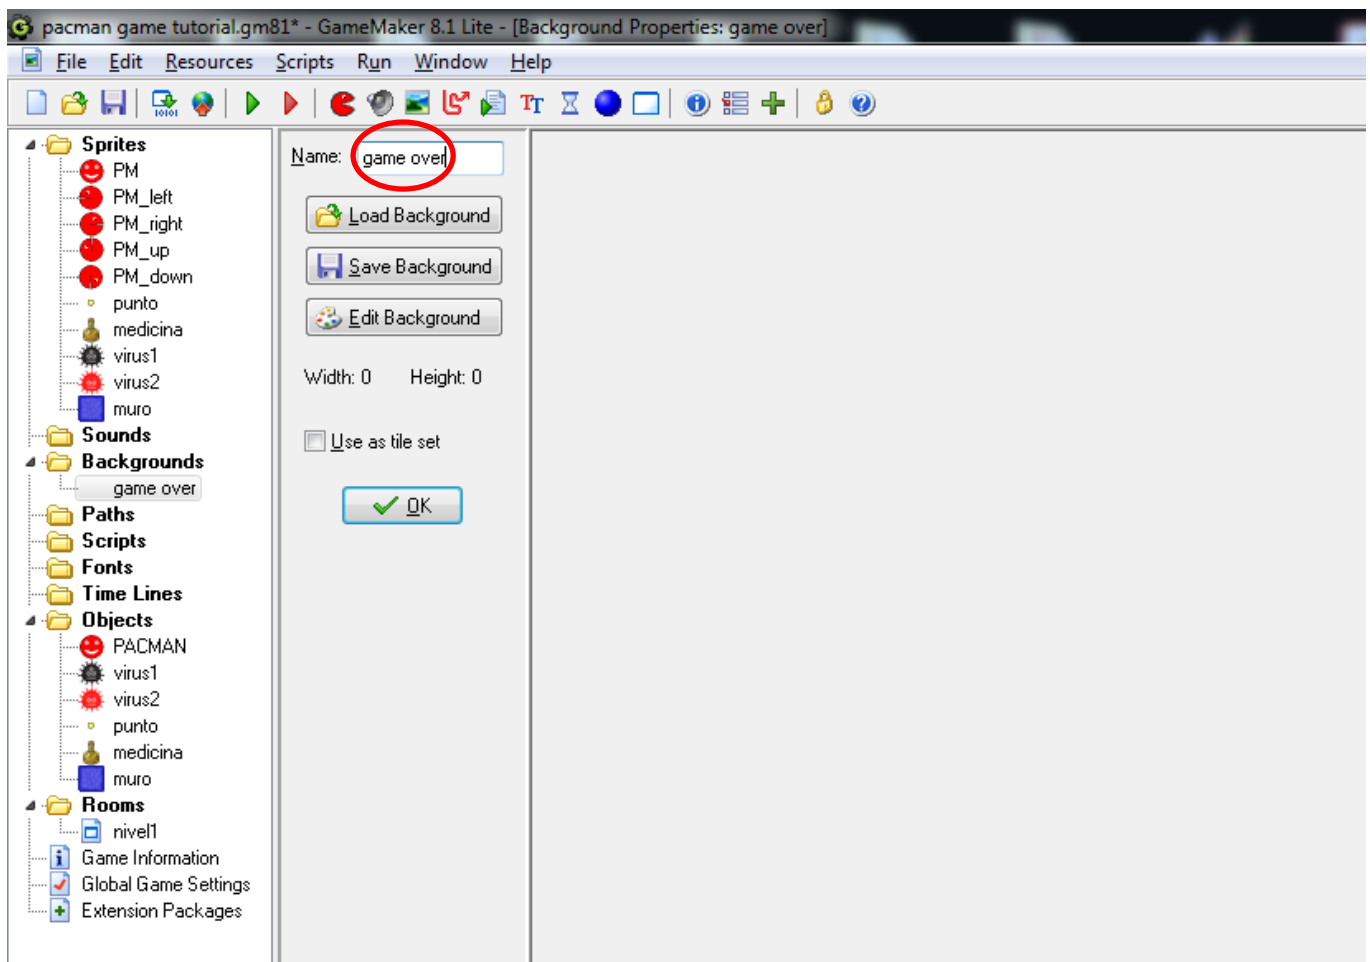 pacman game tutorial.gm81* - GameMaker 8.1 Lite - [Background Properties: game over]
File Edit Resources Scripts Run Window Help
Sprites
PM
PM_left
PM_right
PM_up
PM_down
punto
medicina
virus1
virus2
muro
Sounds
Backgrounds
game over
Paths
Scripts
Fonts
Time Lines
Objects
PACMAN
virus1
virus2
punto
medicina
muro
Rooms
nivel1
Game Information
Global Game Settings
Extension Packages
Name: game over
Load Background
Save Background
Edit Background
Width: 0 Height: 0
Use as tile set
OK